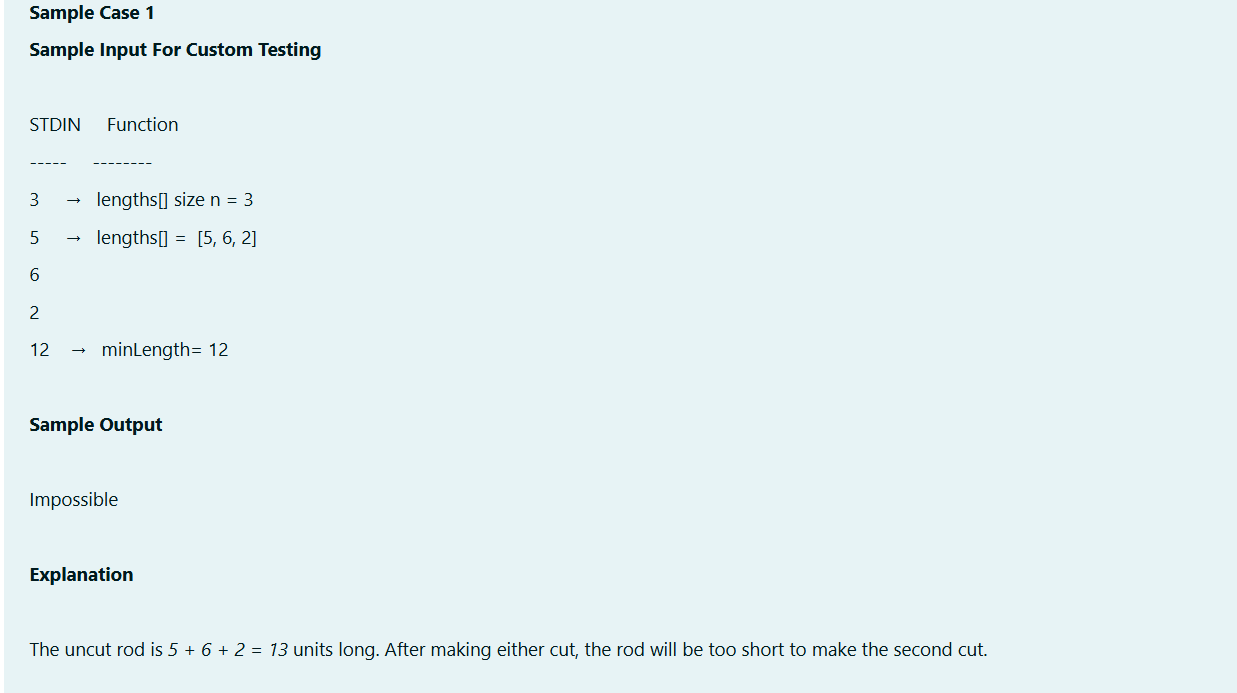 Sample Case 1
Sample Input For Custom Testing
STDIN Function
----- --------
3 → lengths[] size n = 3
5 → lengths[] = [5, 6, 2]
6
2
12 → minLength= 12
Sample Output
Impossible
Explanation
The uncut rod is 5 + 6 + 2 = 13 units long. After making either cut, the rod will be too short to make the second cut.